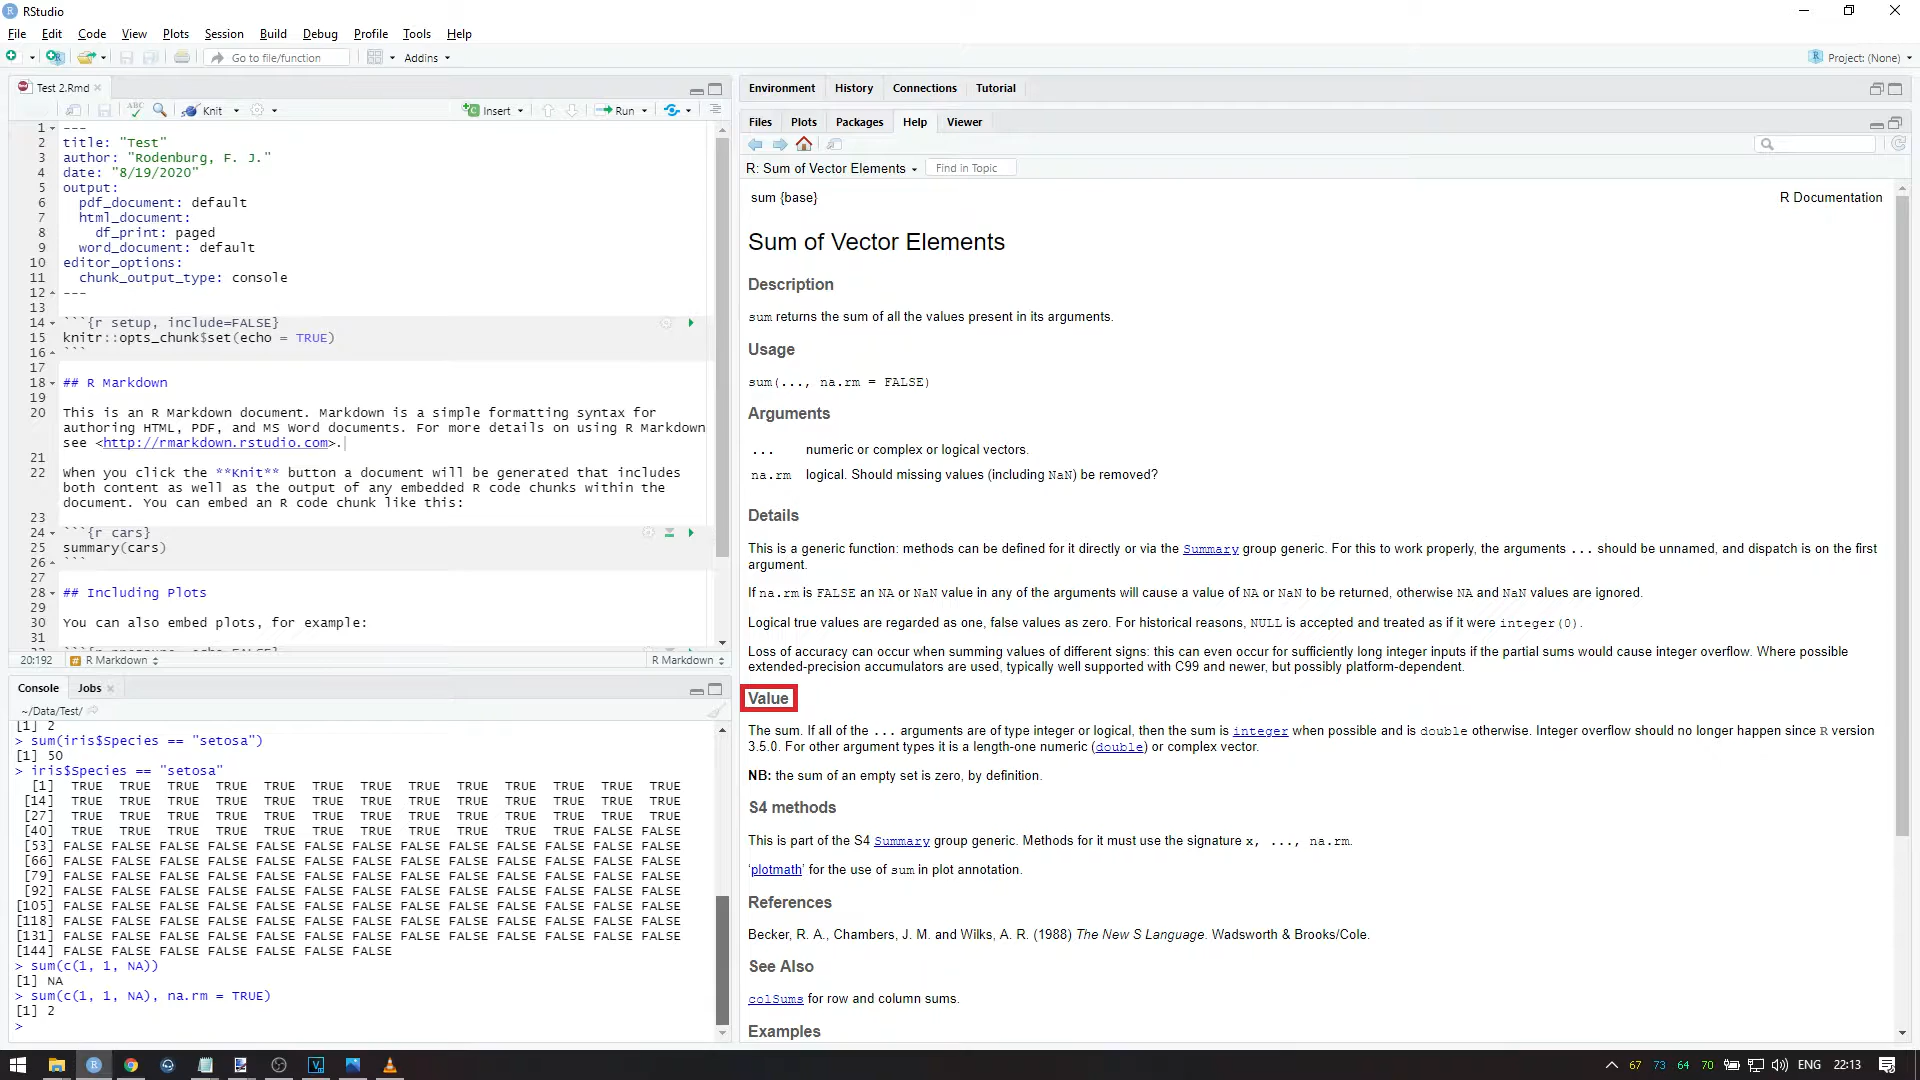 RStudio
File Edit Code View Plots Session Build Debug Profile Tools Help
Go to file/function Addins Project: (None)
Test 2.Rmd
ABC Knit Insert Run
1 ---
2 title: "Test"
3 author: "Rodenburg, F. J."
4 date: "8/19/2020"
5 output:
6 pdf_document: default
7 html_document:
8 df_print: paged
9 word_document: default
10 editor_options:
11 chunk_output_type: console
12 ---
13
14 ```{r setup, include=FALSE}
15 knitr::opts_chunk$set(echo = TRUE)
16 ```
17
18 ## R Markdown
19
20 This is an R Markdown document. Markdown is a simple formatting syntax for
authoring HTML, PDF, and MS Word documents. For more details on using R Markdown
see <http://rmarkdown.rstudio.com>.
21
22 When you click the **Knit** button a document will be generated that includes
both content as well as the output of any embedded R code chunks within the
document. You can embed an R code chunk like this:
23
24 ```{r cars}
25 summary(cars)
26 ```
27
28 ## Including Plots
29
30 You can also embed plots, for example:
31
20:192 # R Markdown R Markdown
Console Jobs
~/Data/Test/
[1] 2
> sum(iris$Species == "setosa")
[1] 50
> iris$Species == "setosa"
[1] TRUE TRUE TRUE TRUE TRUE TRUE TRUE TRUE TRUE TRUE TRUE TRUE TRUE
[14] TRUE TRUE TRUE TRUE TRUE TRUE TRUE TRUE TRUE TRUE TRUE TRUE TRUE
[27] TRUE TRUE TRUE TRUE TRUE TRUE TRUE TRUE TRUE TRUE TRUE TRUE TRUE
[40] TRUE TRUE TRUE TRUE TRUE TRUE TRUE TRUE TRUE TRUE TRUE FALSE FALSE
[53] FALSE FALSE FALSE FALSE FALSE FALSE FALSE FALSE FALSE FALSE FALSE FALSE FALSE
[66] FALSE FALSE FALSE FALSE FALSE FALSE FALSE FALSE FALSE FALSE FALSE FALSE FALSE
[79] FALSE FALSE FALSE FALSE FALSE FALSE FALSE FALSE FALSE FALSE FALSE FALSE FALSE
[92] FALSE FALSE FALSE FALSE FALSE FALSE FALSE FALSE FALSE FALSE FALSE FALSE FALSE
[105] FALSE FALSE FALSE FALSE FALSE FALSE FALSE FALSE FALSE FALSE FALSE FALSE FALSE
[118] FALSE FALSE FALSE FALSE FALSE FALSE FALSE FALSE FALSE FALSE FALSE FALSE FALSE
[131] FALSE FALSE FALSE FALSE FALSE FALSE FALSE FALSE FALSE FALSE FALSE FALSE FALSE
[144] FALSE FALSE FALSE FALSE FALSE FALSE FALSE
> sum(c(1, 1, NA))
[1] NA
> sum(c(1, 1, NA), na.rm = TRUE)
[1] 2
>
Environment History Connections Tutorial
Files Plots Packages Help Viewer
R: Sum of Vector Elements Find in Topic
sum {base} R Documentation
Sum of Vector Elements
Description
sum returns the sum of all the values present in its arguments.
Usage
sum(..., na.rm = FALSE)
Arguments
... numeric or complex or logical vectors.
na.rm logical. Should missing values (including NaN) be removed?
Details
This is a generic function: methods can be defined for it directly or via the Summary group generic. For this to work properly, the arguments ... should be unnamed, and dispatch is on the first
argument.
If na.rm is FALSE an NA or NaN value in any of the arguments will cause a value of NA or NaN to be returned, otherwise NA and NaN values are ignored.
Logical true values are regarded as one, false values as zero. For historical reasons, NULL is accepted and treated as if it were integer(0).
Loss of accuracy can occur when summing values of different signs: this can even occur for sufficiently long integer inputs if the partial sums would cause integer overflow. Where possible
extended-precision accumulators are used, typically well supported with C99 and newer, but possibly platform-dependent.
Value
The sum. If all of the ... arguments are of type integer or logical, then the sum is integer when possible and is double otherwise. Integer overflow should no longer happen since R version
3.5.0. For other argument types it is a length-one numeric (double) or complex vector.
NB: the sum of an empty set is zero, by definition.
S4 methods
This is part of the S4 Summary group generic. Methods for it must use the signature x, ..., na.rm.
‘plotmath’ for the use of sum in plot annotation.
References
Becker, R. A., Chambers, J. M. and Wilks, A. R. (1988) The New S Language. Wadsworth & Brooks/Cole.
See Also
colSums for row and column sums.
Examples
67 73 64 70 ENG 22:13